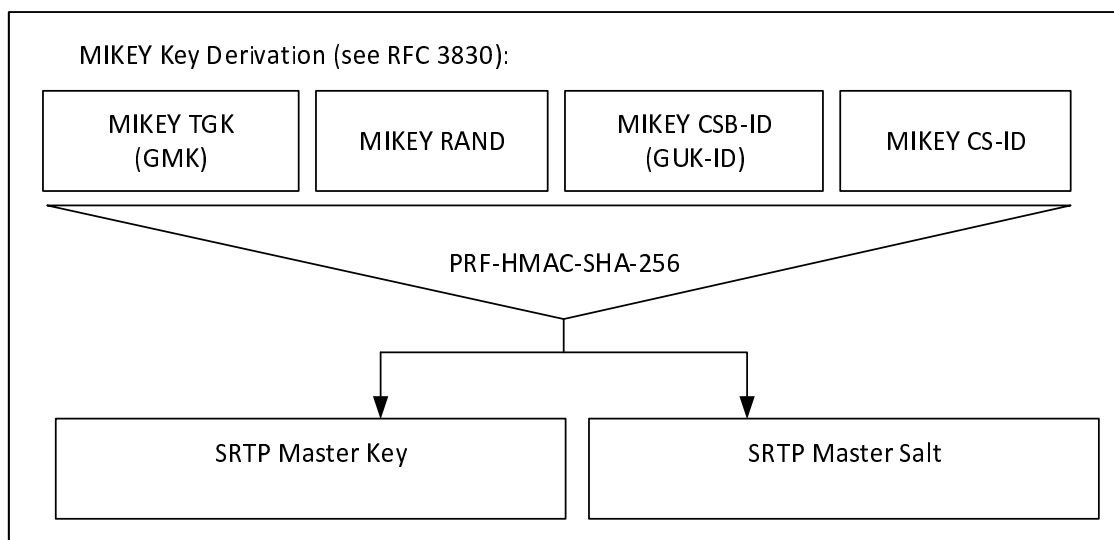 MIKEY Key Derivation (see RFC 3830):
MIKEY TGK
(GMK)
MIKEY RAND
MIKEY CSB-ID
(GUK-ID)
MIKEY CS-ID
PRF-HMAC-SHA-256
SRTP Master Key
SRTP Master Salt